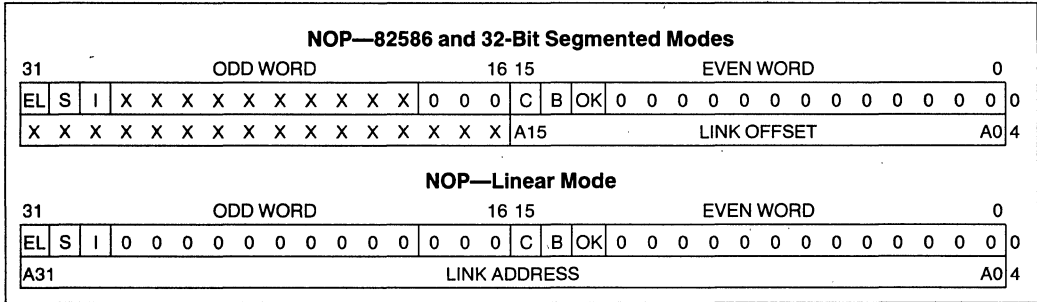 NOP—82586 and 32-Bit Segmented Modes
31 ODD WORD 16 15 EVEN WORD 0
EL S I X X X X X X X X X X 0 0 0 C B OK 0 0 0 0 0 0 0 0 0 0 0 0 0 0
X X X X X X X X X X X X X X X X A15 LINK OFFSET A0 4
NOP—Linear Mode
31 ODD WORD 16 15 EVEN WORD 0
EL S I 0 0 0 0 0 0 0 0 0 0 0 0 0 C B OK 0 0 0 0 0 0 0 0 0 0 0 0 0 0
A31 LINK ADDRESS A0 4